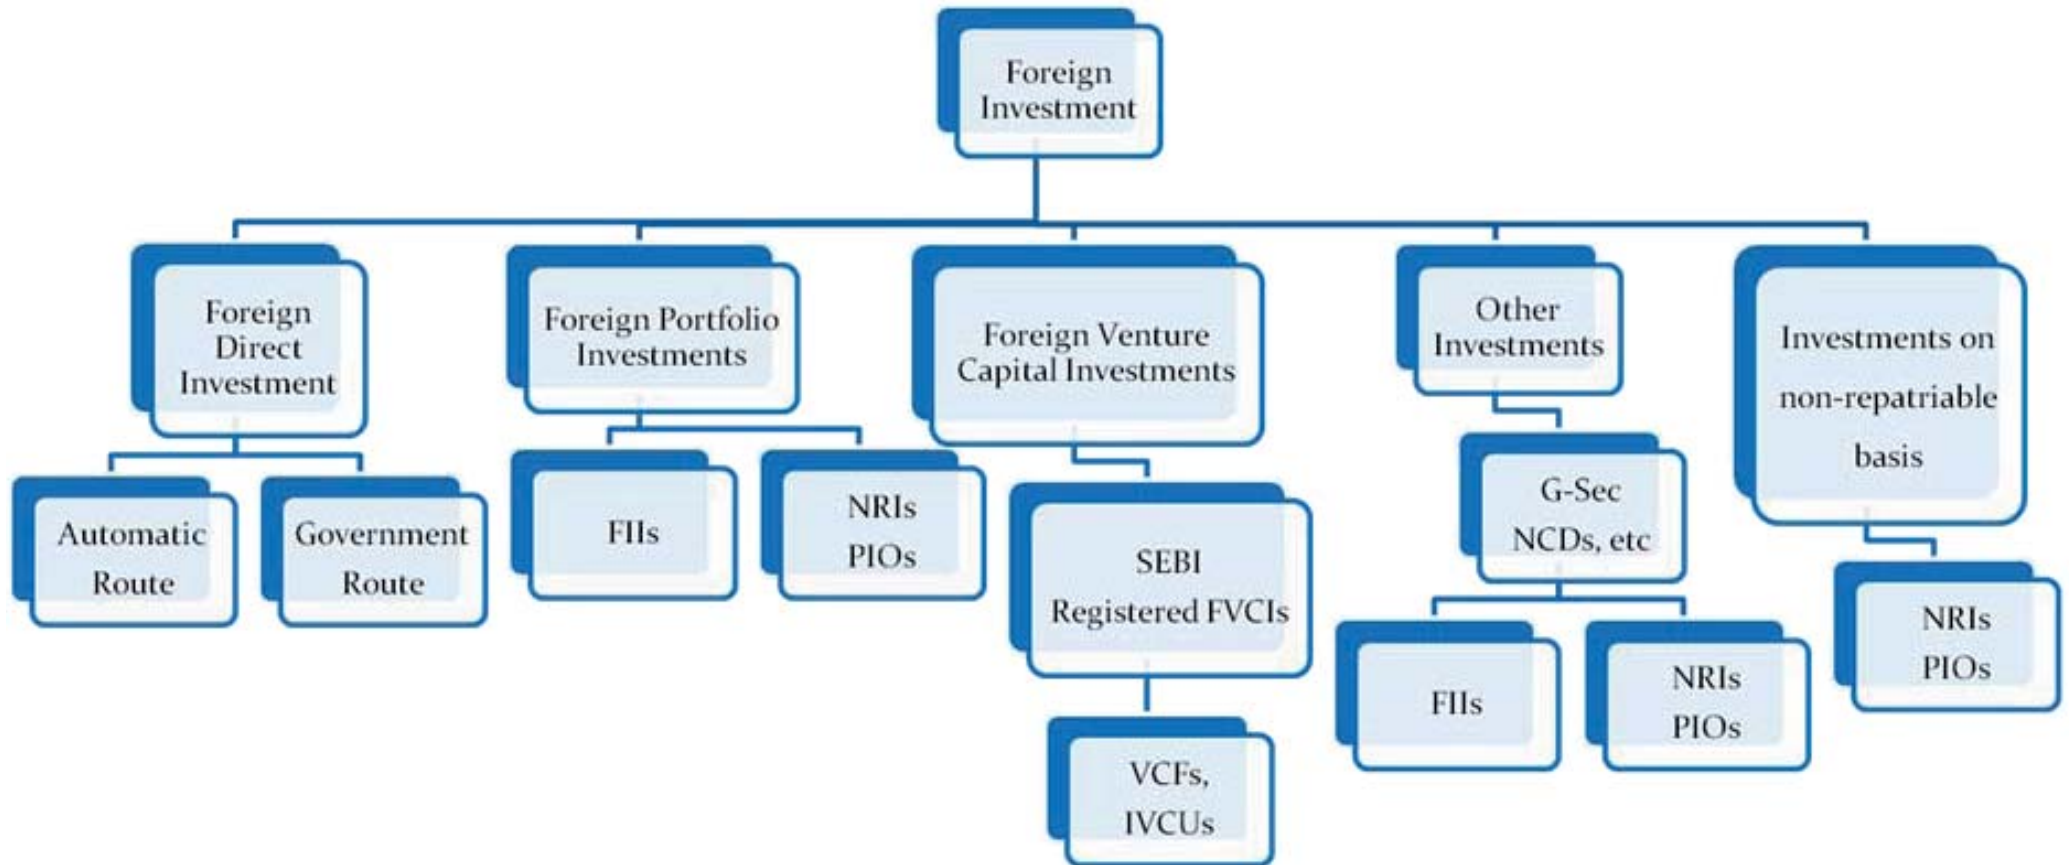 Foreign
Investment
Foreign
Direct
Investment
Foreign Portfolio
Investments
Foreign Venture
Capital Investments
Other
Investments
Investments on
non-repatriable
basis
Automatic
Route
Government
Route
FIIs
NRIs
PIOs
SEBI
Registered FVCIs
VCFs,
IVCUs
G-Sec
NCDs, etc
FIIs
NRIs
PIOs
NRIs
PIOs